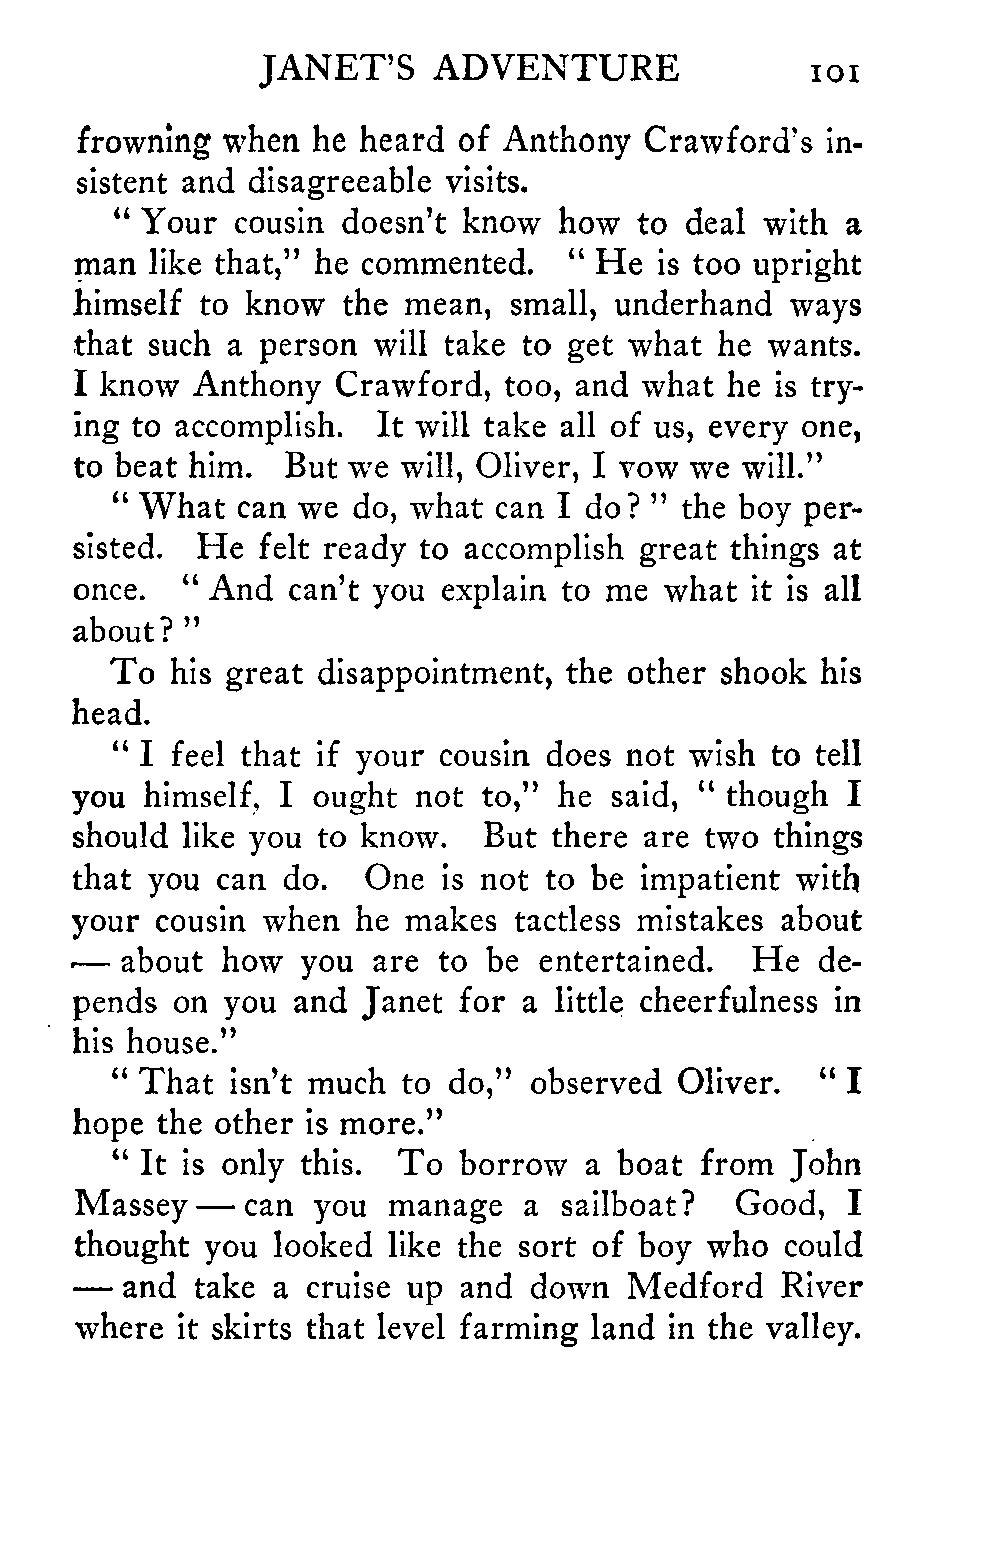 JANET'S ADVENTURE 101
frowning when he heard of Anthony Crawford's in-
sistent and disagreeable visits.
" Your cousin doesn't know how to deal with a
man like that," he commented. " He is too upright
himself to know the mean, small, underhand ways
that such a person will take to get what he wants.
I know Anthony Crawford, too, and what he is try-
ing to accomplish. It will take all of us, every one,
to beat him. But we will, Oliver, I vow we will."
" What can we do, what can I do? " the boy per-
sisted. He felt ready to accomplish great things at
once. " And can't you explain to me what it is all
about? "
To his great disappointment, the other shook his
head.
" I feel that if your cousin does not wish to tell
you himself, I ought not to," he said, " though I
should like you to know. But there are two things
that you can do. One is not to be impatient with
your cousin when he makes tactless mistakes about
— about how you are to be entertained. He de-
pends on you and Janet for a little cheerfulness in
his house."
" That isn't much to do," observed Oliver. " I
hope the other is more."
" It is only this. To borrow a boat from John
Massey — can you manage a sailboat? Good, I
thought you looked like the sort of boy who could
— and take a cruise up and down Medford River
where it skirts that level farming land in the valley.